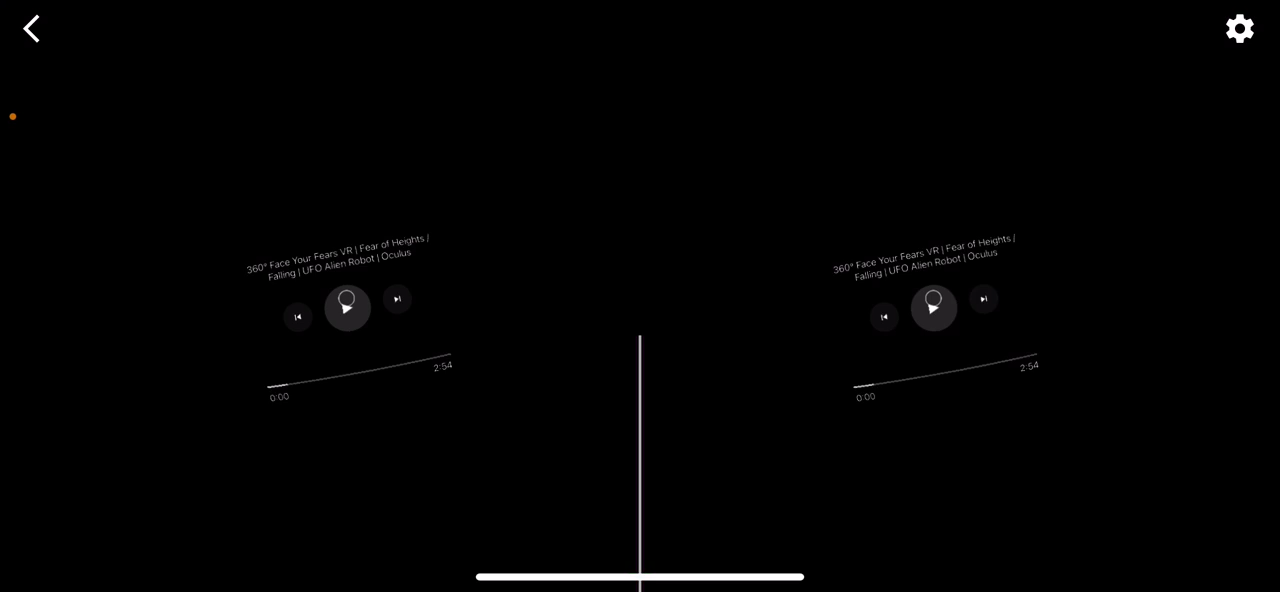 360° Face Your Fears VR | Fear of Heights /
Falling | UFO Alien Robot | Oculus
2:54
0:00
360° Face Your Fears VR | Fear of Heights /
Falling | UFO Alien Robot | Oculus
2:54
0:00